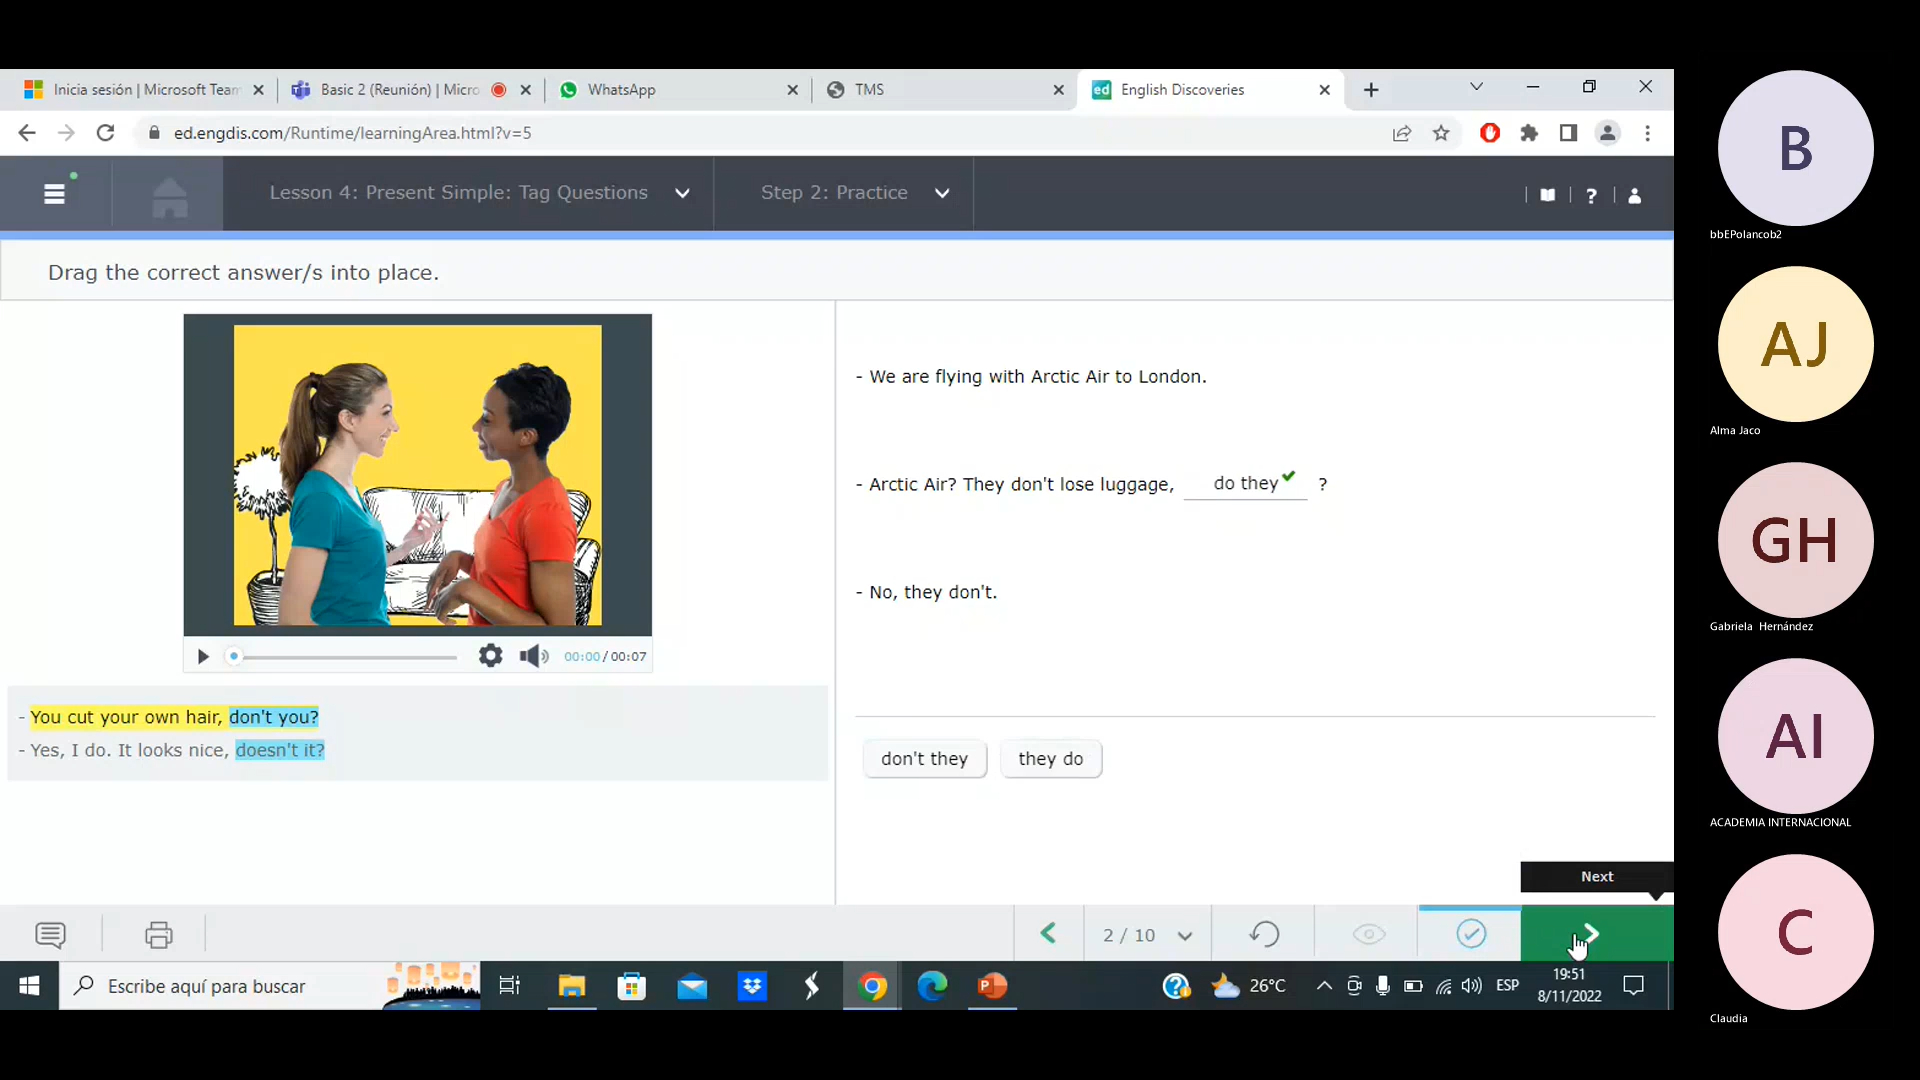 Inicia sesión | Microsoft Team
Basic 2 (Reunión) | Micro
WhatsApp
TMS
ed
English Discoveries
ed.engdis.com/Runtime/learningArea.html?v=5
Lesson 4: Present Simple: Tag Questions
Step 2: Practice
Drag the correct answer/s into place.
00:00/00:07
- You cut your own hair, don't you?
- Yes, I do. It looks nice, doesn't it?
- We are flying with Arctic Air to London.
- Arctic Air? They don't lose luggage, do they ?
- No, they don't.
don't they
they do
Next
2 / 10
Escribe aquí para buscar
26°C
ESP
19:51
8/11/2022
B
bbEPolancob2
AJ
Alma Jaco
GH
Gabriela Hernández
AI
ACADEMIA INTERNACIONAL
C
Claudia